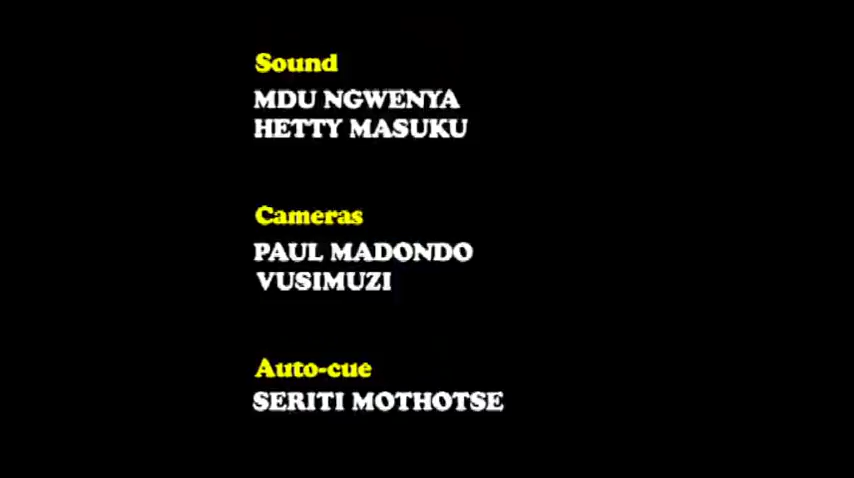 Sound
MDU NGWENYA
HETTY MASUKU
Cameras
PAUL MADONDO
VUSIMUZI
Auto-cue
SERITI MOTHOTSE